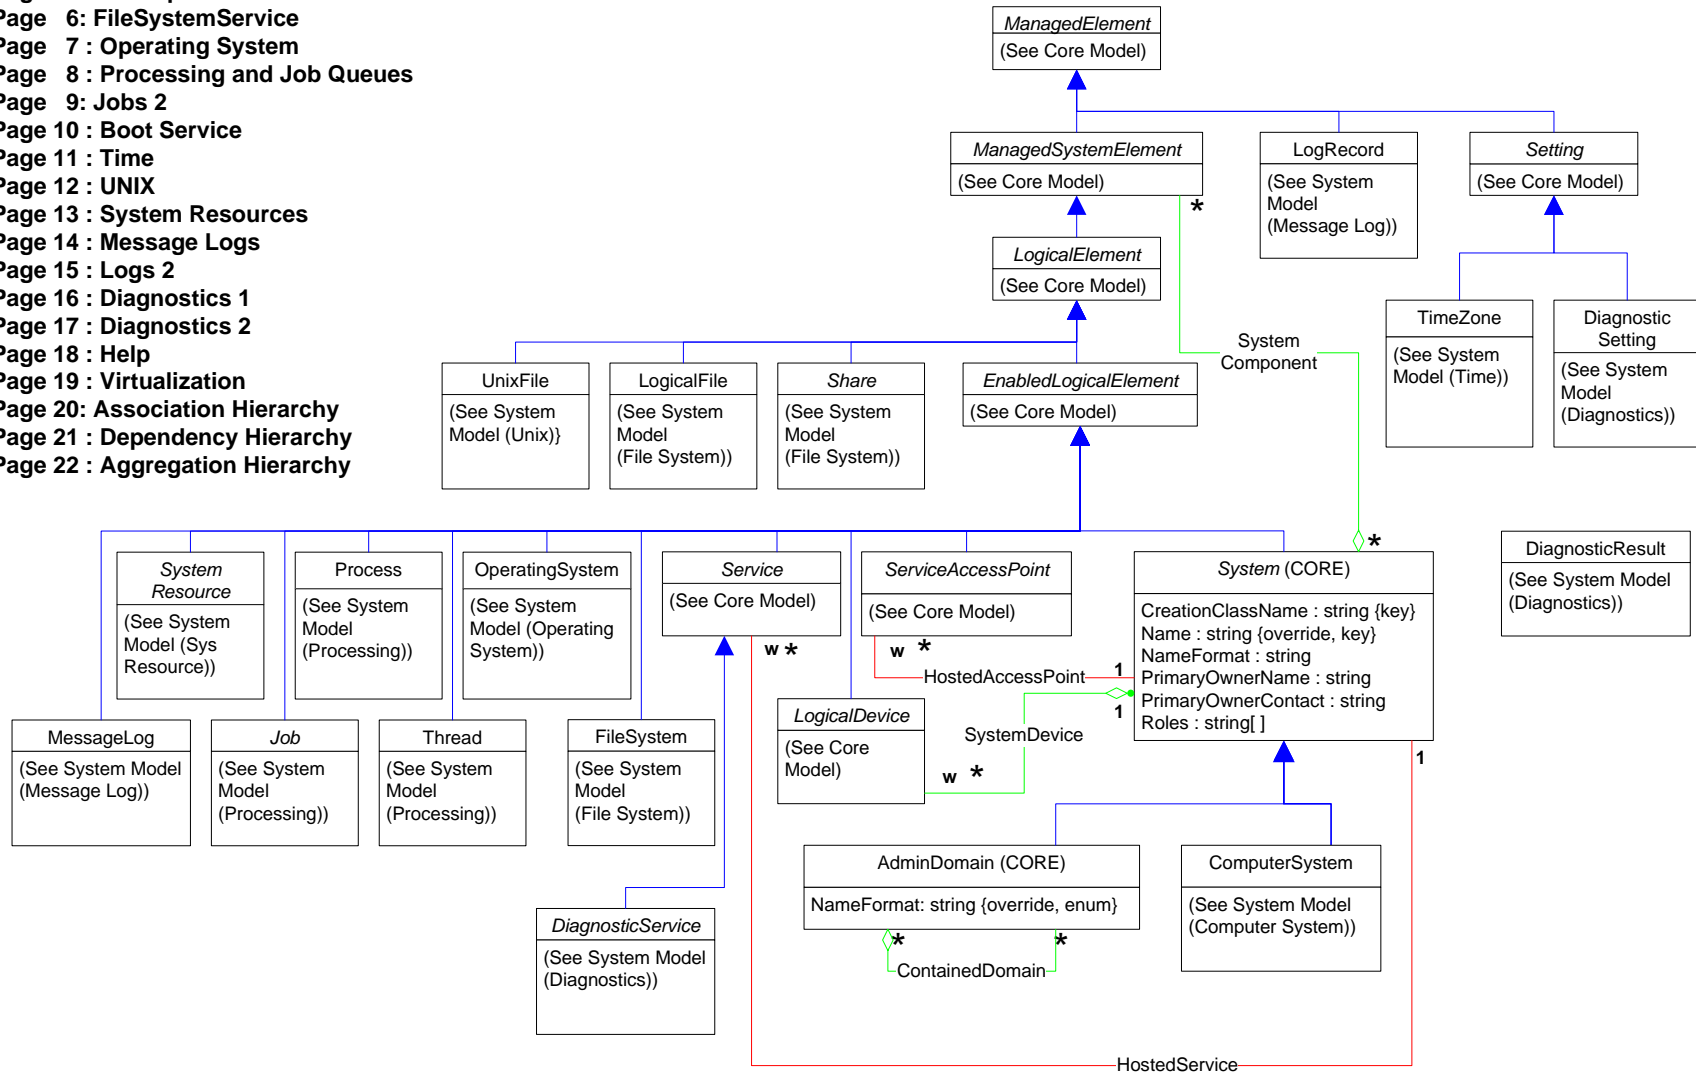 Page   6: FileSystemService
Page   7 : Operating System
Page   8 : Processing and Job Queues
Page   9: Jobs 2
Page 10 : Boot Service
Page 11 : Time
Page 12 : UNIX
Page 13 : System Resources
Page 14 : Message Logs
Page 15 : Logs 2
Page 16 : Diagnostics 1
Page 17 : Diagnostics 2
Page 18 : Help
Page 19 : Virtualization
Page 20: Association Hierarchy
Page 21 : Dependency Hierarchy
Page 22 : Aggregation Hierarchy
ManagedElement
(See Core Model)
ManagedSystemElement
(See Core Model)
*
LogRecord
(See System
Model
(Message Log))
Setting
(See Core Model)
LogicalElement
(See Core Model)
TimeZone
(See System
Model (Time))
Diagnostic
Setting
(See System
Model
(Diagnostics))
System
Component
UnixFile
(See System
Model (Unix)}
LogicalFile
(See System
Model
(File System))
Share
(See System
Model
(File System))
EnabledLogicalElement
(See Core Model)
*
System
Resource
(See System
Model (Sys
Resource))
Process
(See System
Model
(Processing))
OperatingSystem
(See System
Model (Operating
System))
Service
(See Core Model)
w *
ServiceAccessPoint
(See Core Model)
w *
HostedAccessPoint
1
System (CORE)
CreationClassName : string {key}
Name : string {override, key}
NameFormat : string
PrimaryOwnerName : string
PrimaryOwnerContact : string
Roles : string[ ]
DiagnosticResult
(See System Model
(Diagnostics))
MessageLog
(See System Model
(Message Log))
Job
(See System
Model
(Processing))
Thread
(See System
Model
(Processing))
FileSystem
(See System
Model
(File System))
LogicalDevice
(See Core
Model)
SystemDevice
1
w *
1
AdminDomain (CORE)
NameFormat: string {override, enum}
*
*
ContainedDomain
ComputerSystem
(See System Model
(Computer System))
DiagnosticService
(See System Model
(Diagnostics))
HostedService